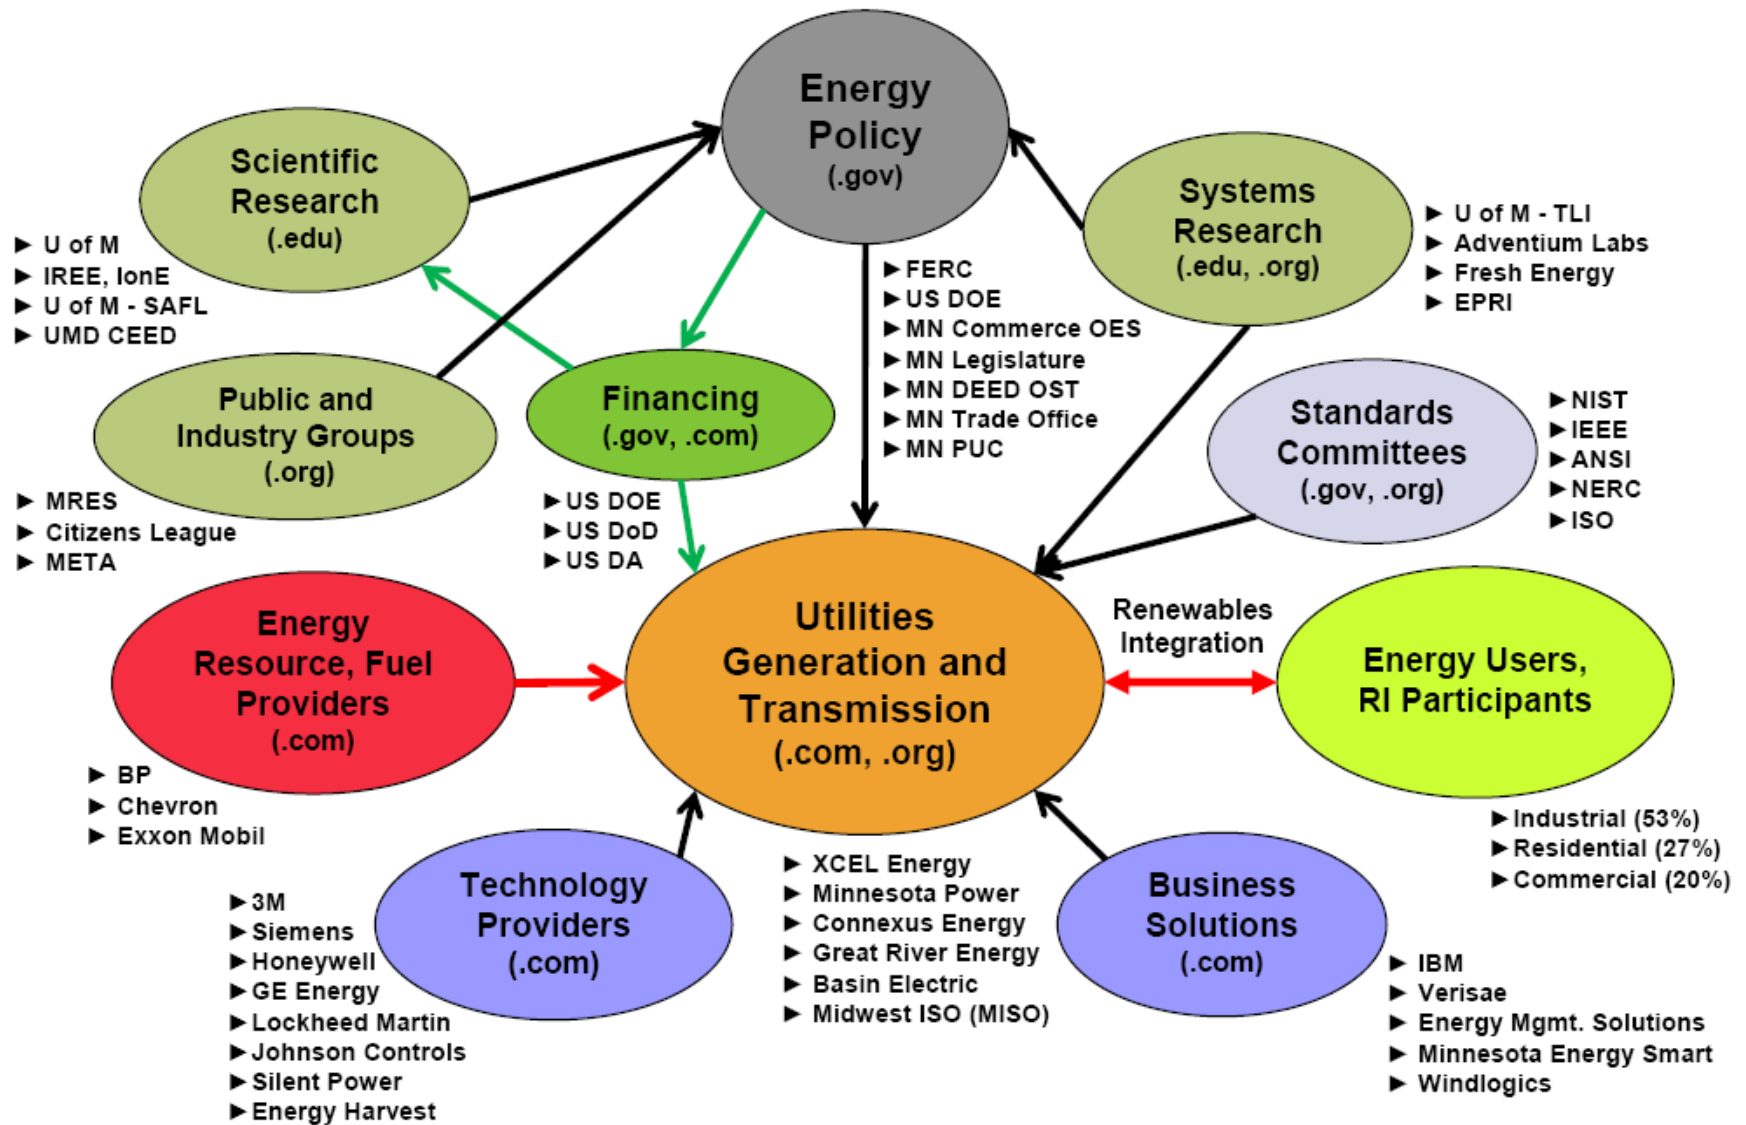 Energy
Policy
(.gov)
Scientific
Research
(.edu)
► U of M
► IREE, IonE
► U of M - SAFL
► UMD CEED
Systems
Research
(.edu, .org)
► U of M - TLI
► Adventium Labs
► Fresh Energy
► EPRI
►FERC
►US DOE
►MN Commerce OES
►MN Legislature
►MN DEED OST
►MN Trade Office
►MN PUC
Public and
Industry Groups
(.org)
► MRES
► Citizens League
► META
Financing
(.gov, .com)
►US DOE
►US DoD
►US DA
Standards
Committees
(.gov, .org)
►NIST
►IEEE
►ANSI
►NERC
►ISO
Energy
Resource, Fuel
Providers
(.com)
► BP
► Chevron
► Exxon Mobil
Utilities
Generation and
Transmission
(.com, .org)
Renewables
Integration
Energy Users,
RI Participants
►Industrial (53%)
►Residential (27%)
►Commercial (20%)
Technology
Providers
(.com)
►3M
►Siemens
►Honeywell
►GE Energy
►Lockheed Martin
►Johnson Controls
►Silent Power
►Energy Harvest
► XCEL Energy
► Minnesota Power
► Connexus Energy
► Great River Energy
► Basin Electric
► Midwest ISO (MISO)
Business
Solutions
(.com)
► IBM
► Verisae
► Energy Mgmt. Solutions
► Minnesota Energy Smart
► Windlogics